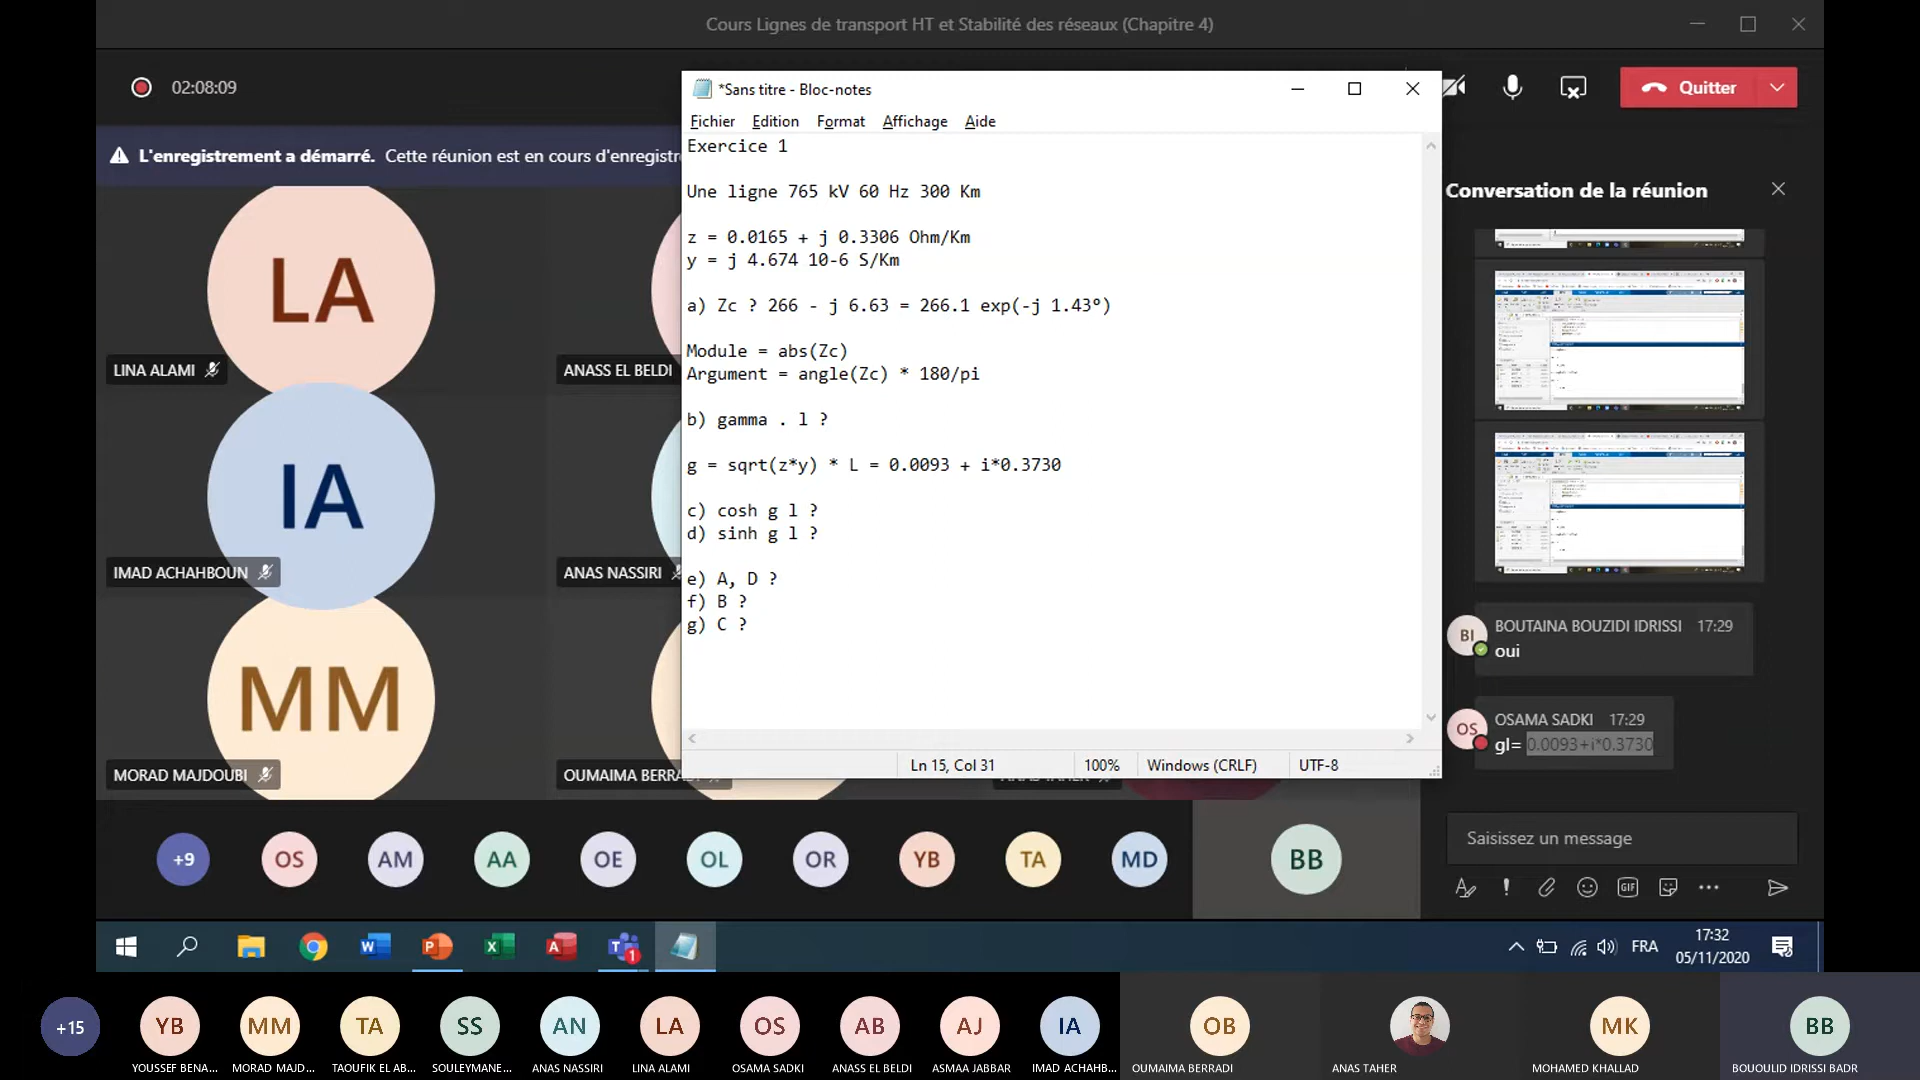 Cours Lignes de transport HT et Stabilité des réseaux (Chapitre 4)
02:08:09
Quitter
L'enregistrement a démarré. Cette réunion est en cours d'enregistr
*Sans titre - Bloc-notes
Fichier Edition Format Affichage Aide
Exercice 1
Une ligne 765 kV 60 Hz 300 Km
z = 0.0165 + j 0.3306 Ohm/Km
y = j 4.674 10-6 S/Km
a) Zc ? 266 - j 6.63 = 266.1 exp(-j 1.43°)
Module = abs(Zc)
Argument = angle(Zc) * 180/pi
b) gamma . l ?
g = sqrt(z*y) * L = 0.0093 + i*0.3730
c) cosh g l ?
d) sinh g l ?
e) A, D ?
f) B ?
g) C ?
Ln 15, Col 31 100% Windows (CRLF) UTF-8
LA
LINA ALAMI
ANASS EL BELDI
IA
IMAD ACHAHBOUN
ANAS NASSIRI
MM
MORAD MAJDOUBI
OUMAIMA BERRAD
Conversation de la réunion
BI
BOUTAINA BOUZIDI IDRISSI 17:29
oui
OS
OSAMA SADKI 17:29
gl= 0.0093+i*0.3730
Saisissez un message
GIF
+9 OS AM AA OE OL OR YB TA MD BB
FRA
17:32
05/11/2020
+15 YB MM TA SS AN LA OS AB AJ IA OB MK BB
YOUSSEF BENA... MORAD MAJD... TAOUFIK EL AB... SOULEYMANE... ANAS NASSIRI LINA ALAMI OSAMA SADKI ANASS EL BELDI ASMAA JABBAR IMAD ACHAHB... OUMAIMA BERRADI ANAS TAHER MOHAMED KHALLAD BOUOULID IDRISSI BADR